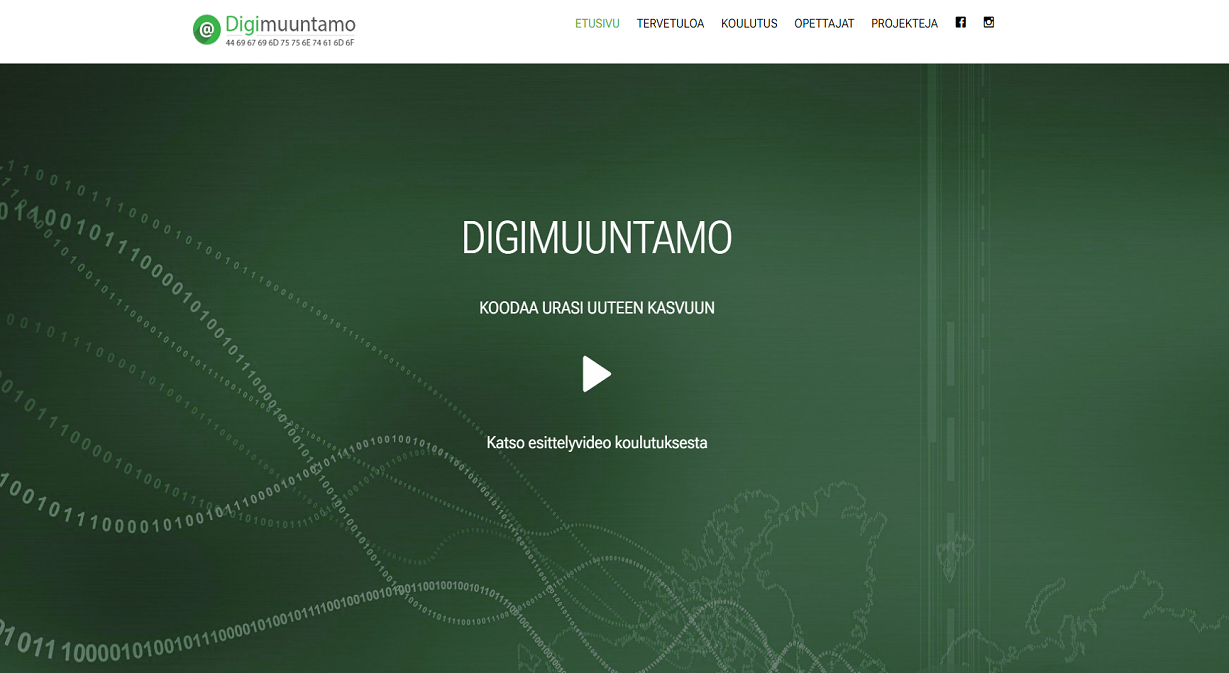 @ Digimuuntamo
44 69 67 69 6D 75 75 6E 74 61 6D 6F
ETUSIVU TERVETULOA KOULUTUS OPETTAJAT PROJEKTEJA
DIGIMUUNTAMO
KOODAA URASI UUTEEN KASVUUN
Katso esittelyvideo koulutuksesta